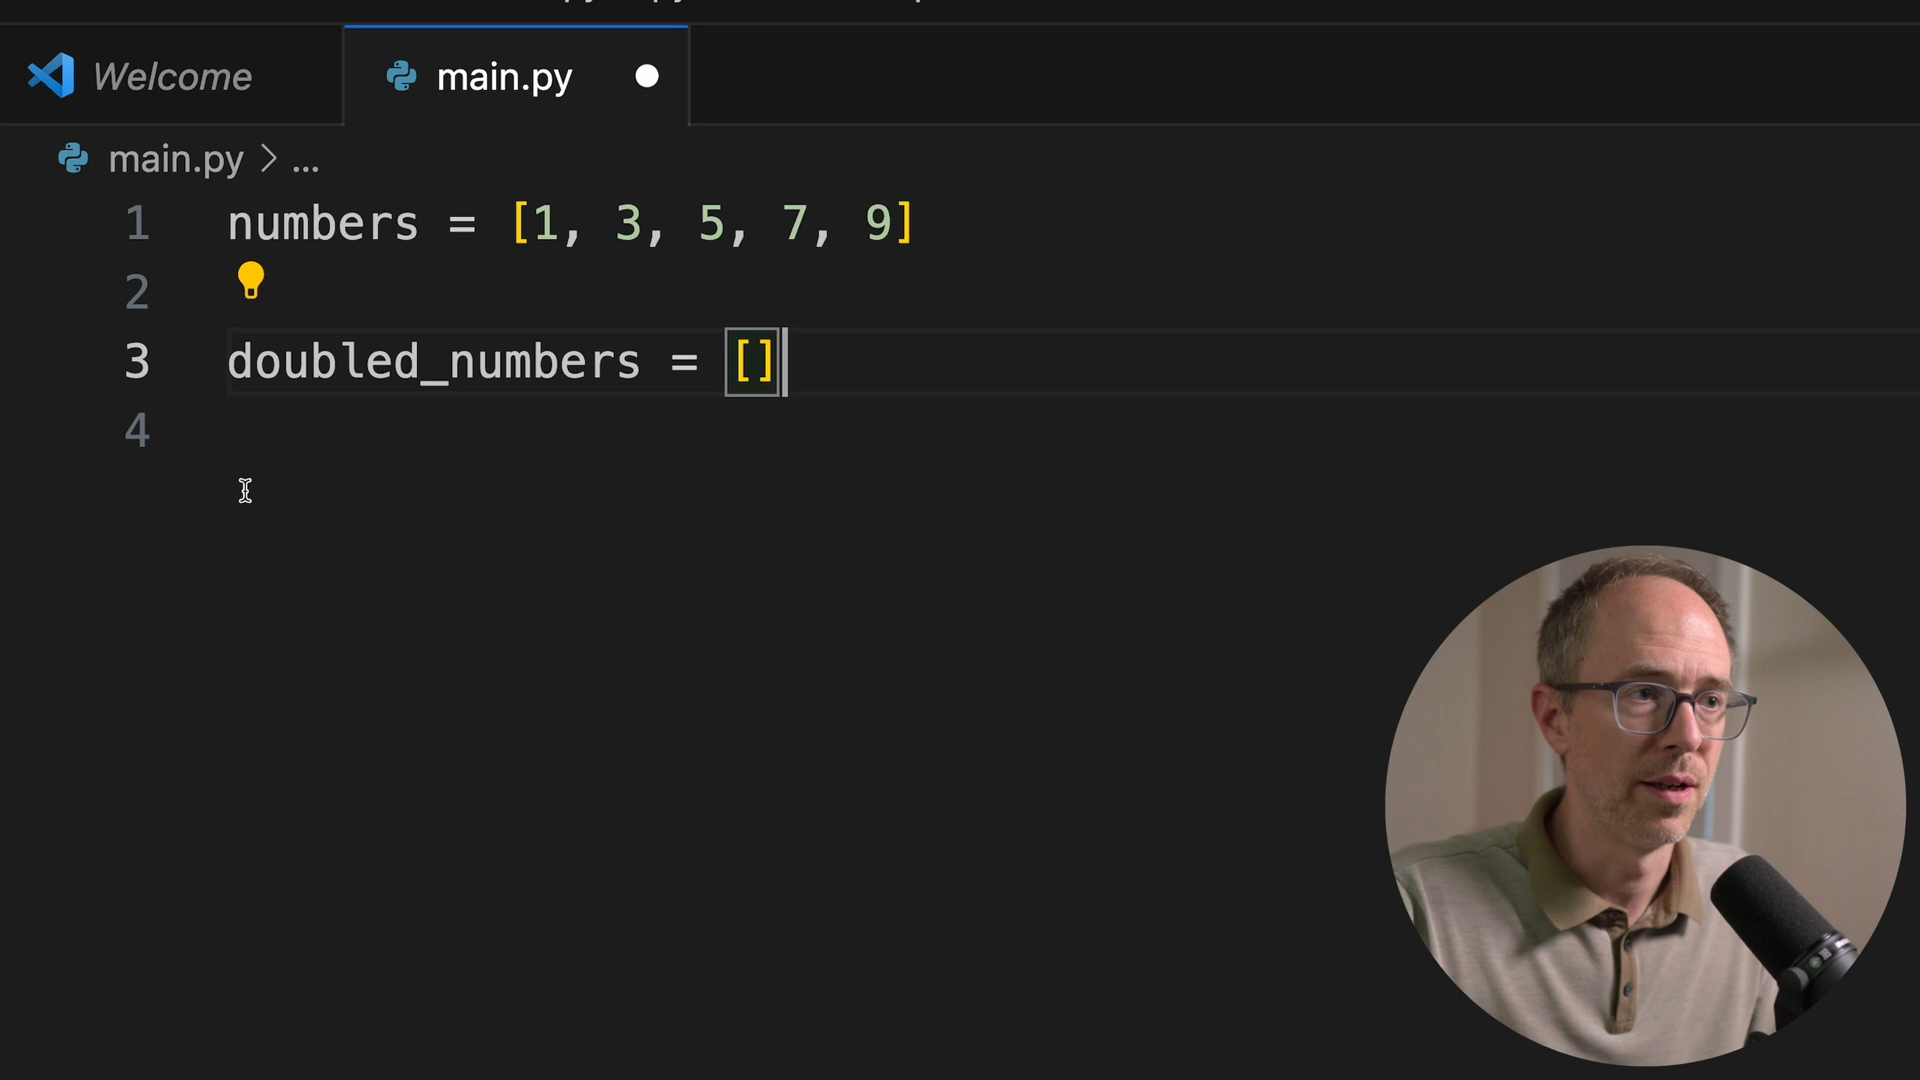 Welcome
main.py
main.py > ...
1 numbers = [1, 3, 5, 7, 9]
2
3 doubled_numbers = []
4